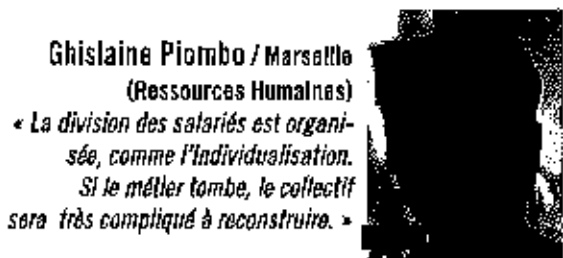 Ghislaine Piombo / Marseille
(Ressources Humaines)
« La division des salariés est organi-
sée, comme l'Individualisation.
Si le métier tombe, le collectif
sera très compliqué à reconstruire. »